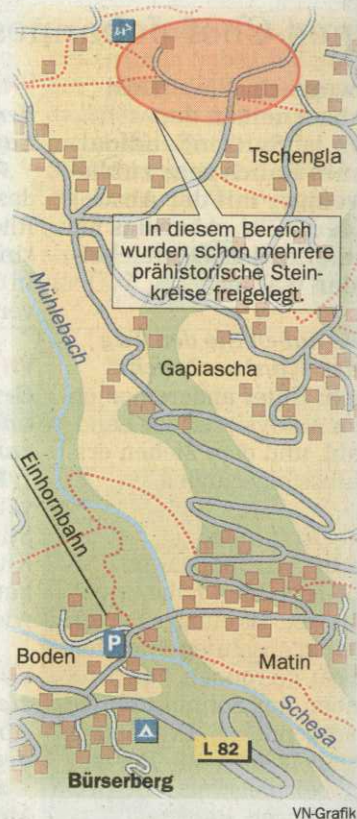 Tschengla
In diesem Bereich
wurden schon mehrere
prähistorische Stein-
kreise freigelegt.
Mühlebach
Gapiascha
Einhornbahn
P
Boden
Matin
Schesa
L 82
Bürserberg
VN-Grafik